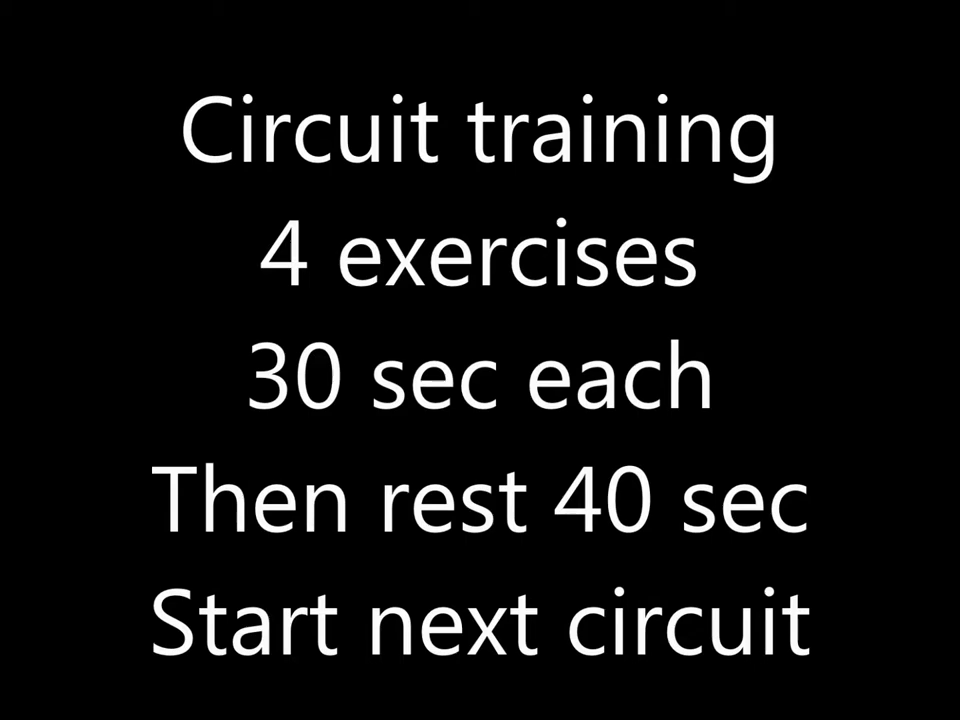 Circuit training
4 exercises
30 sec each
Then rest 40 sec
Start next circuit